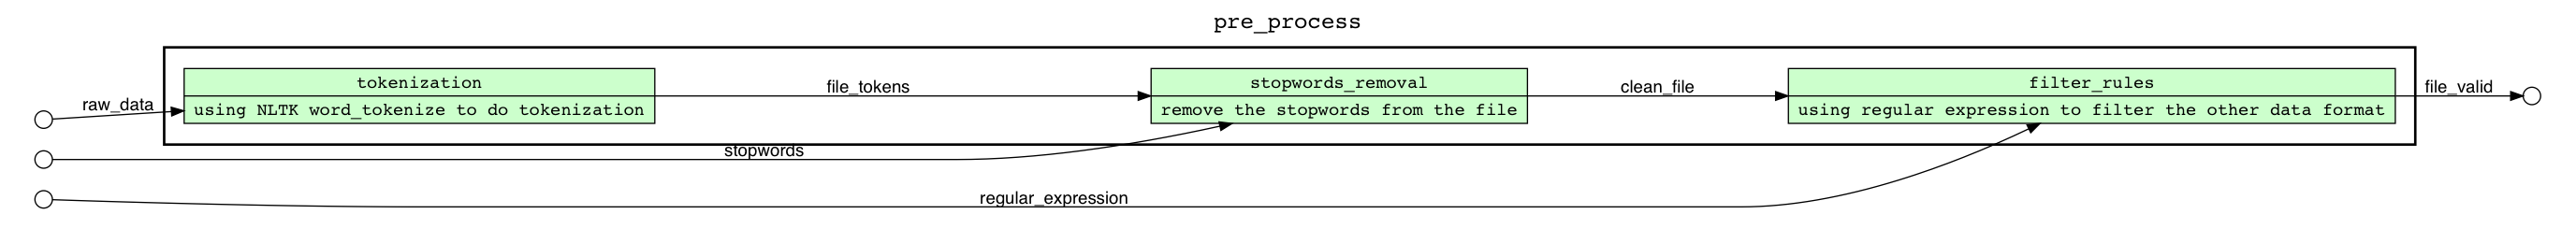 pre_process
tokenization
using NLTK word_tokenize to do tokenization
stopwords_removal
remove the stopwords from the file
filter_rules
using regular expression to filter the other data format
raw_data
file_tokens
clean_file
file_valid
stopwords
regular_expression